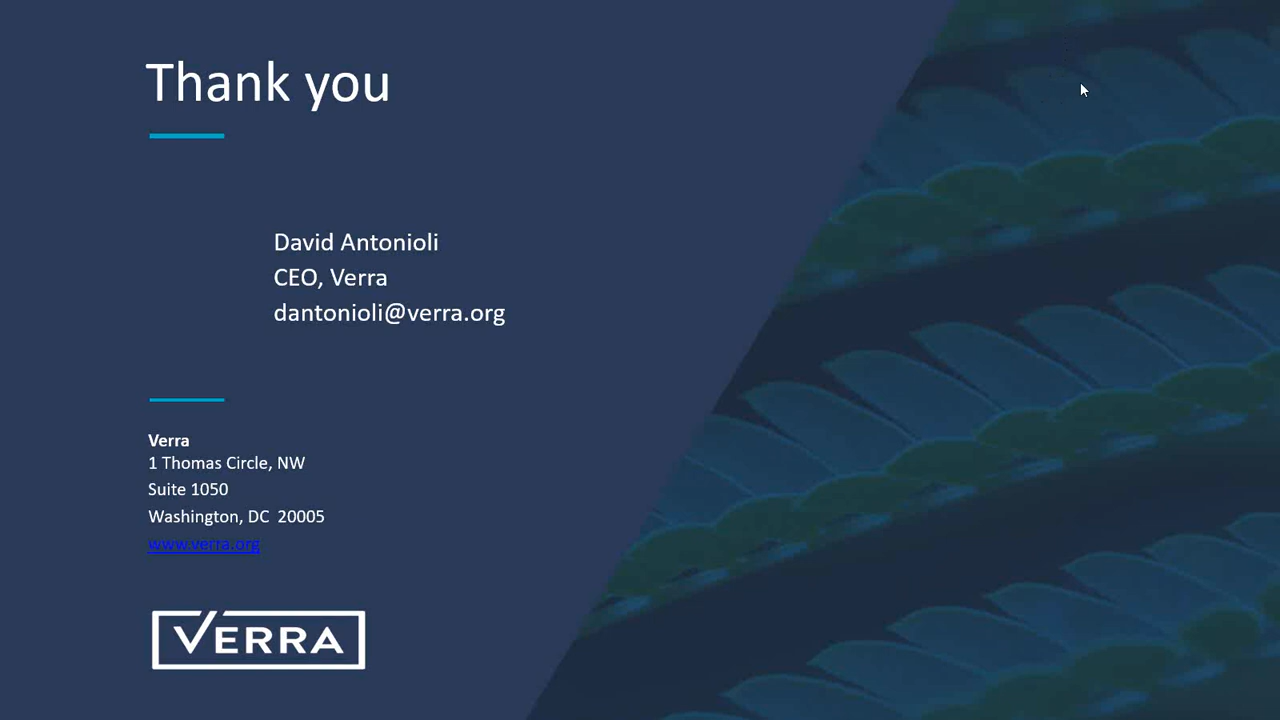 Thank you
David Antonioli
CEO, Verra
dantonioli@verra.org
Verra
1 Thomas Circle, NW
Suite 1050
Washington, DC  20005
www.verra.org
VERRA